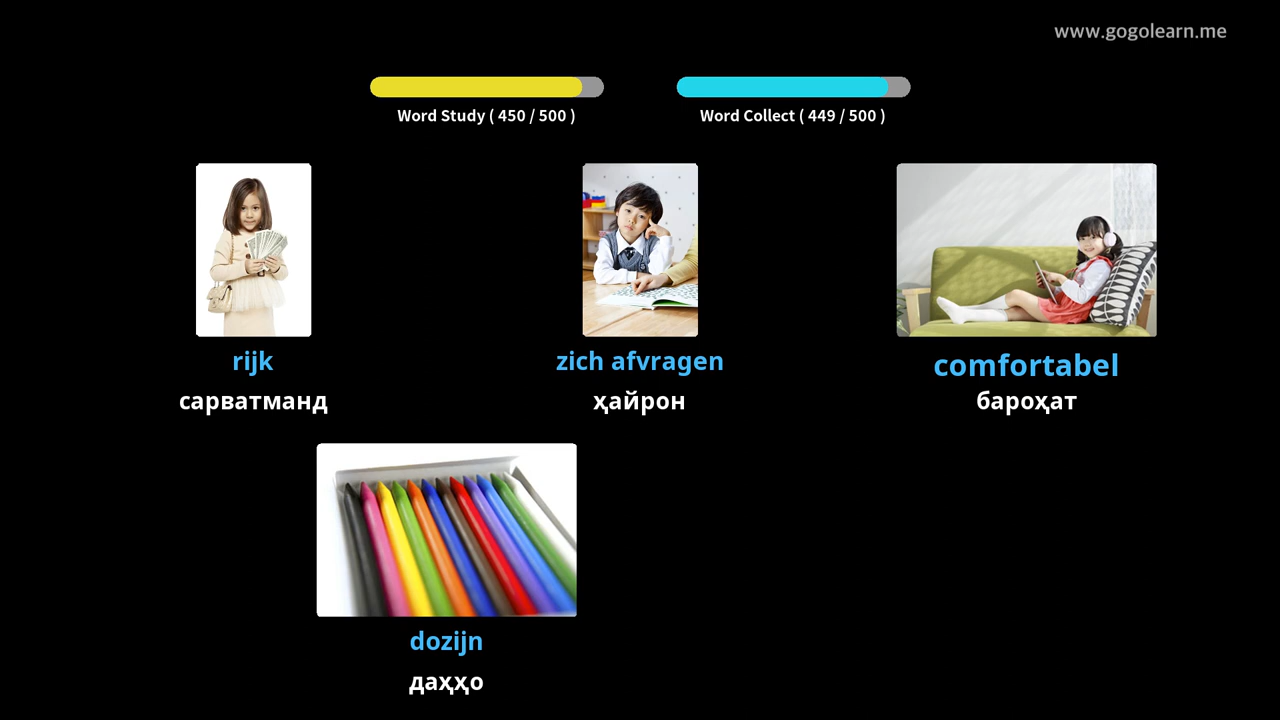 www.gogolearn.me
Word Study ( 450 / 500 )
Word Collect ( 449 / 500 )
rijk
zich afvragen
comfortabel
сарватманд
ҳайрон
бароҳат
dozijn
даҳҳо